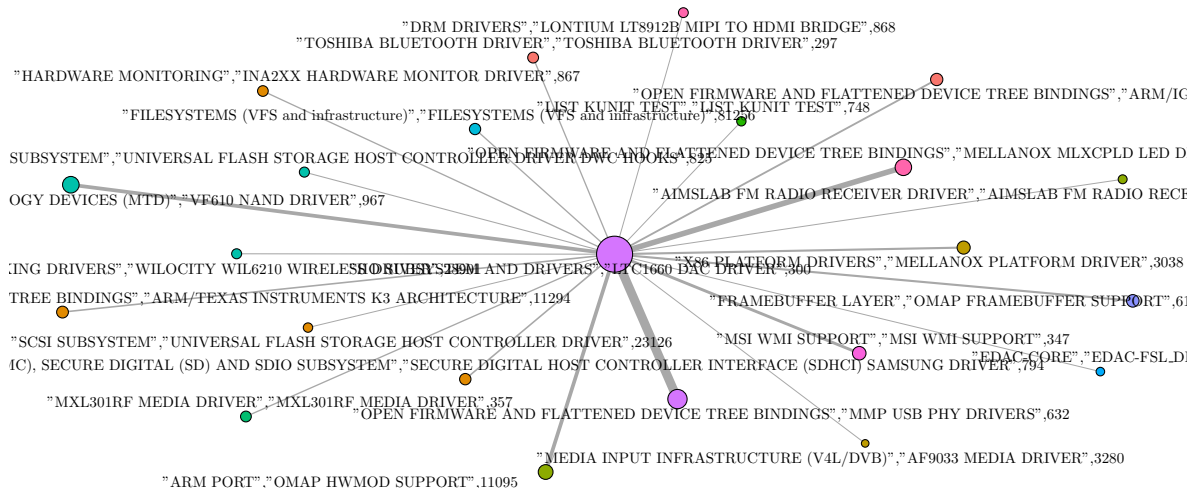 "DRM DRIVERS","LONTIUM LT8912B MIPI TO HDMI BRIDGE",868
"TOSHIBA BLUETOOTH DRIVER","TOSHIBA BLUETOOTH DRIVER",297
"HARDWARE MONITORING","INA2XX HARDWARE MONITOR DRIVER",867
"OPEN FIRMWARE AND FLATTENED DEVICE TREE BINDINGS","ARM/IG
"LIST KUNIT TEST","LIST KUNIT TEST",748
"FILESYSTEMS (VFS and infrastructure)","FILESYSTEMS (VFS and infrastructure)",81256
"OPEN FIRMWARE AND FLATTENED DEVICE TREE BINDINGS","MELLANOX MLXCPLD LED D
SUBSYSTEM","UNIVERSAL FLASH STORAGE HOST CONTROLLER DRIVER DWC HOOKS",825
"AIMSLAB FM RADIO RECEIVER DRIVER","AIMSLAB FM RADIO RECE
OGY DEVICES (MTD)","VF610 NAND DRIVER",967
"X86 PLATFORM DRIVERS","MELLANOX PLATFORM DRIVER",3038
KING DRIVERS","WILOCITY WIL6210 WIRELESS DRIVER",
"IIO SUBSYSTEM AND DRIVERS","LTC1660 DAC DRIVER",300
TREE BINDINGS","ARM/TEXAS INSTRUMENTS K3 ARCHITECTURE",11294
"FRAMEBUFFER LAYER","OMAP FRAMEBUFFER SUPPORT",61
"SCSI SUBSYSTEM","UNIVERSAL FLASH STORAGE HOST CONTROLLER DRIVER",23126
"MSI WMI SUPPORT","MSI WMI SUPPORT",347
"EDAC-CORE","EDAC-FSL_D
MC), SECURE DIGITAL (SD) AND SDIO SUBSYSTEM","SECURE DIGITAL HOST CONTROLLER INTERFACE (SDHCI) SAMSUNG DRIVER",794
"MXL301RF MEDIA DRIVER","MXL301RF MEDIA DRIVER",357
"OPEN FIRMWARE AND FLATTENED DEVICE TREE BINDINGS","MMP USB PHY DRIVERS",632
"MEDIA INPUT INFRASTRUCTURE (V4L/DVB)","AF9033 MEDIA DRIVER",3280
"ARM PORT","OMAP HWMOD SUPPORT",11095